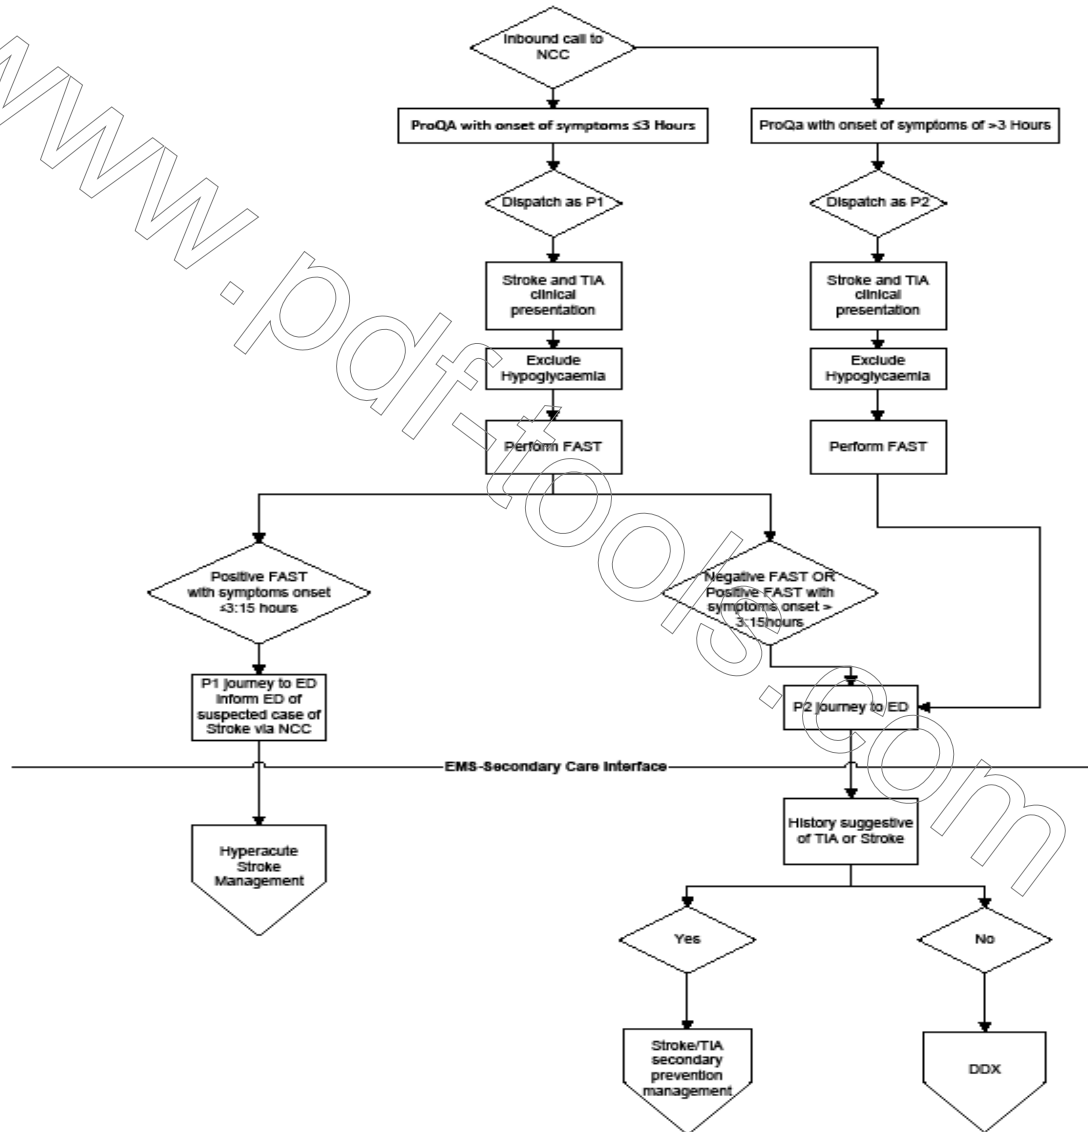 www.pdf-tools.com
Inbound call to
NCC
ProQA with onset of symptoms ≤3 Hours
ProQa with onset of symptoms of >3 Hours
Dispatch as P1
Dispatch as P2
Stroke and TIA
clinical
presentation
Stroke and TIA
clinical
presentation
Exclude
Hypoglycaemia
Exclude
Hypoglycaemia
Perform FAST
Perform FAST
Positive FAST
with symptoms onset
≤3:15 hours
Negative FAST OR
Positive FAST with
symptoms onset >
3:15hours
P1 journey to ED
Inform ED of
suspected case of
Stroke via NCC
P2 journey to ED
EMS-Secondary Care Interface
Hyperacute
Stroke
Management
History suggestive
of TIA or Stroke
Yes
No
Stroke/TIA
secondary
prevention
management
DDX